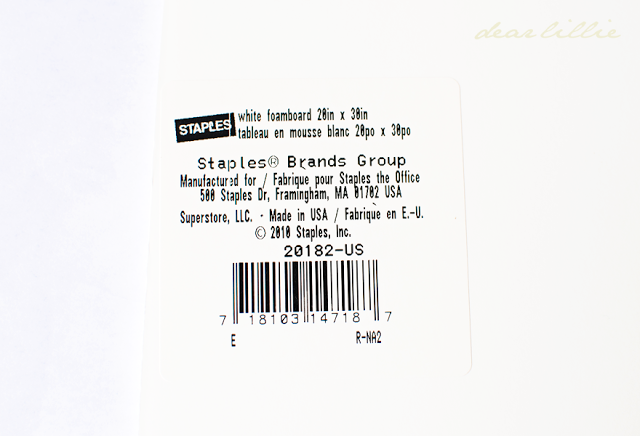 dear lillie
STAPLES
white foamboard 20in x 30in
tableau en mousse blanc 20po x 30po
Staples® Brands Group
Manufactured for / Fabrique pour Staples the Office
500 Staples Dr, Framingham, MA 01702 USA
Superstore, LLC. · Made in USA / Fabrique en E.-U.
© 2010 Staples, Inc.
20182-US
7 18103 14718 7
E R-NA2